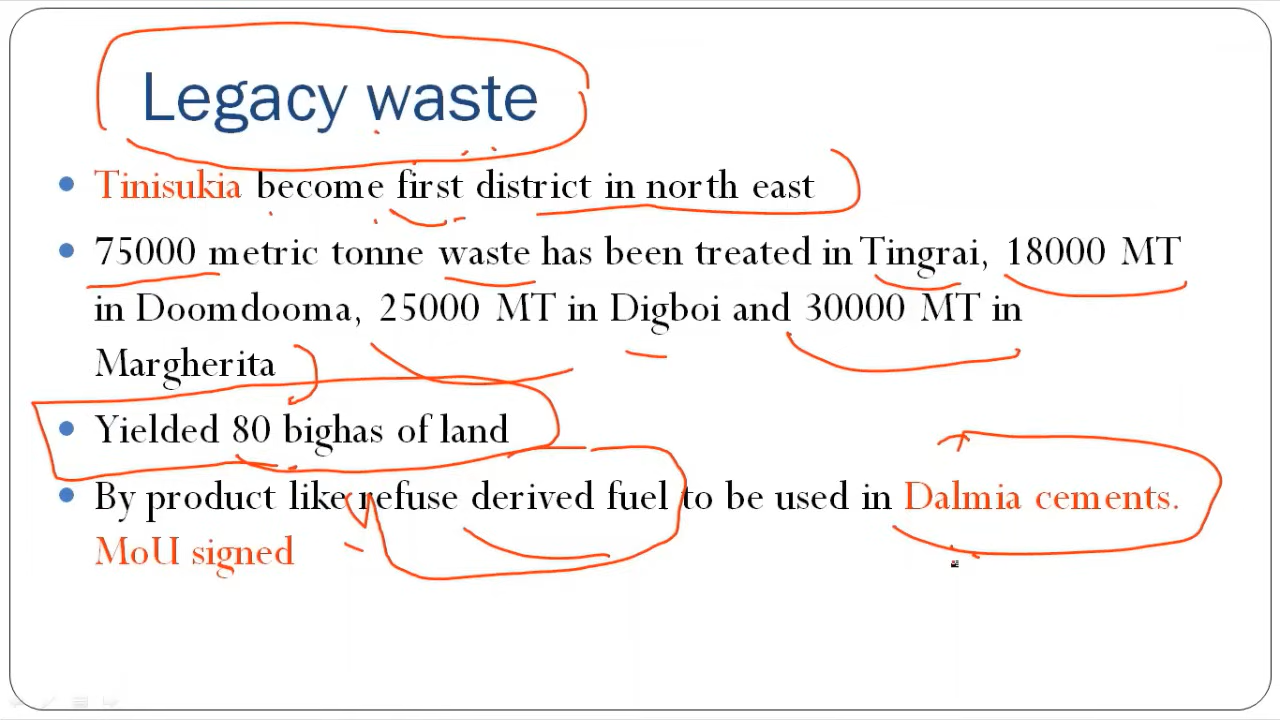 Legacy waste
Tinisukia become first district in north east
75000 metric tonne waste has been treated in Tingrai, 18000 MT
in Doomdooma, 25000 MT in Digboi and 30000 MT in
Margherita
Yielded 80 bighas of land
By product like refuse derived fuel to be used in Dalmia cements.
MoU signed